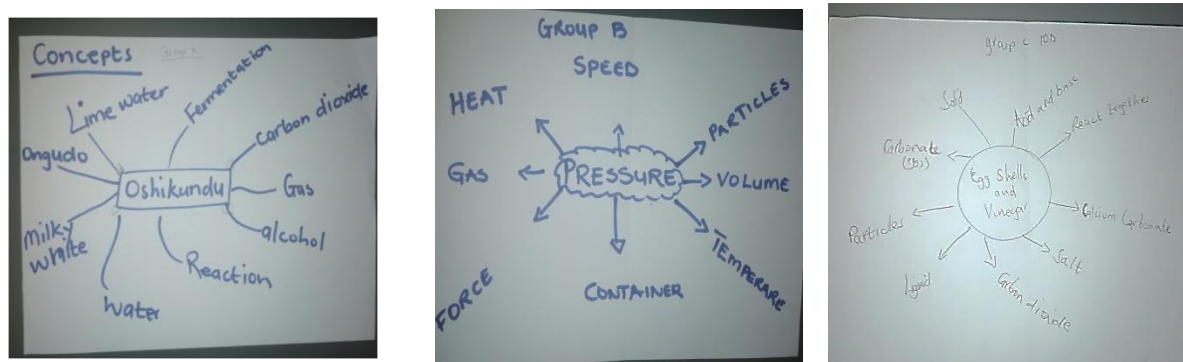 Concepts
Lime water
Fermentation
carbon dioxide
Ongudo
Oshikundu
Gas
Milky
white
alcohol
Reaction
water
GROUP B
SPEED
HEAT
PARTICLES
GAS
PRESSURE
VOLUME
TEMPERARE
FORCE
CONTAINER
group c 10D
Solid
Acid and base
React together
Carbonate
Egg Shells
and
Vinegar
Particles
Calcium Carbonate
Salt
Liquid
Carbon dioxide